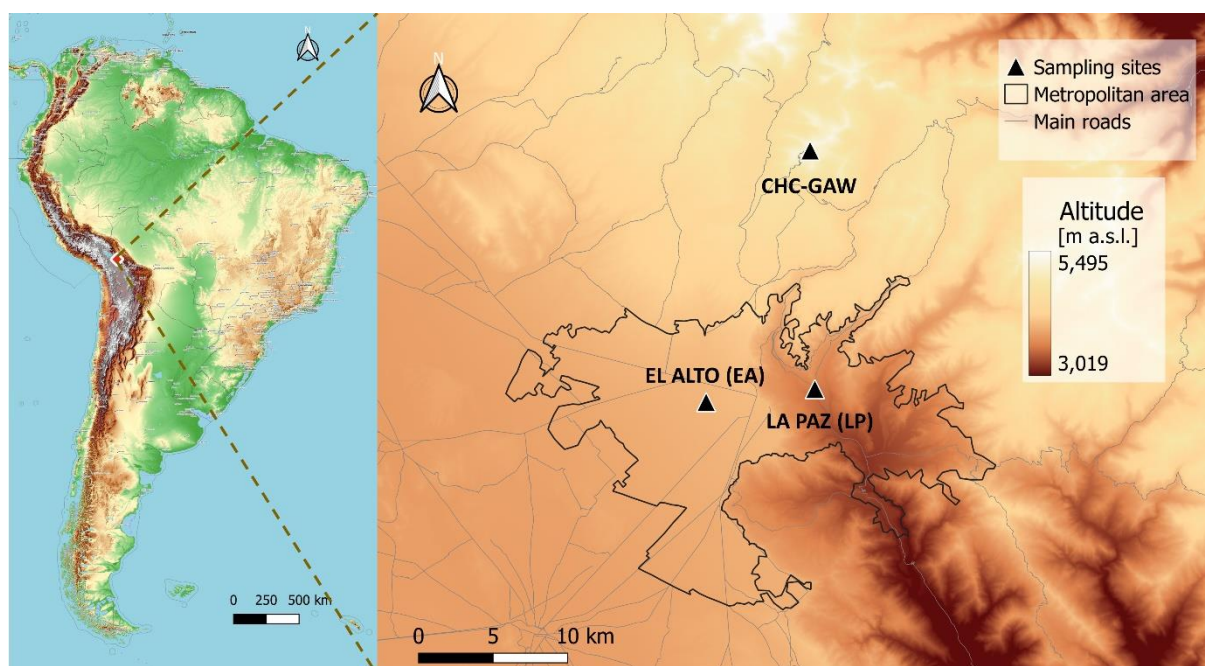 N
0 250 500 km
N
Sampling sites
Metropolitan area
Main roads
CHC-GAW
Altitude
[m a.s.l.]
5,495
3,019
EL ALTO (EA)
LA PAZ (LP)
0 5 10 km